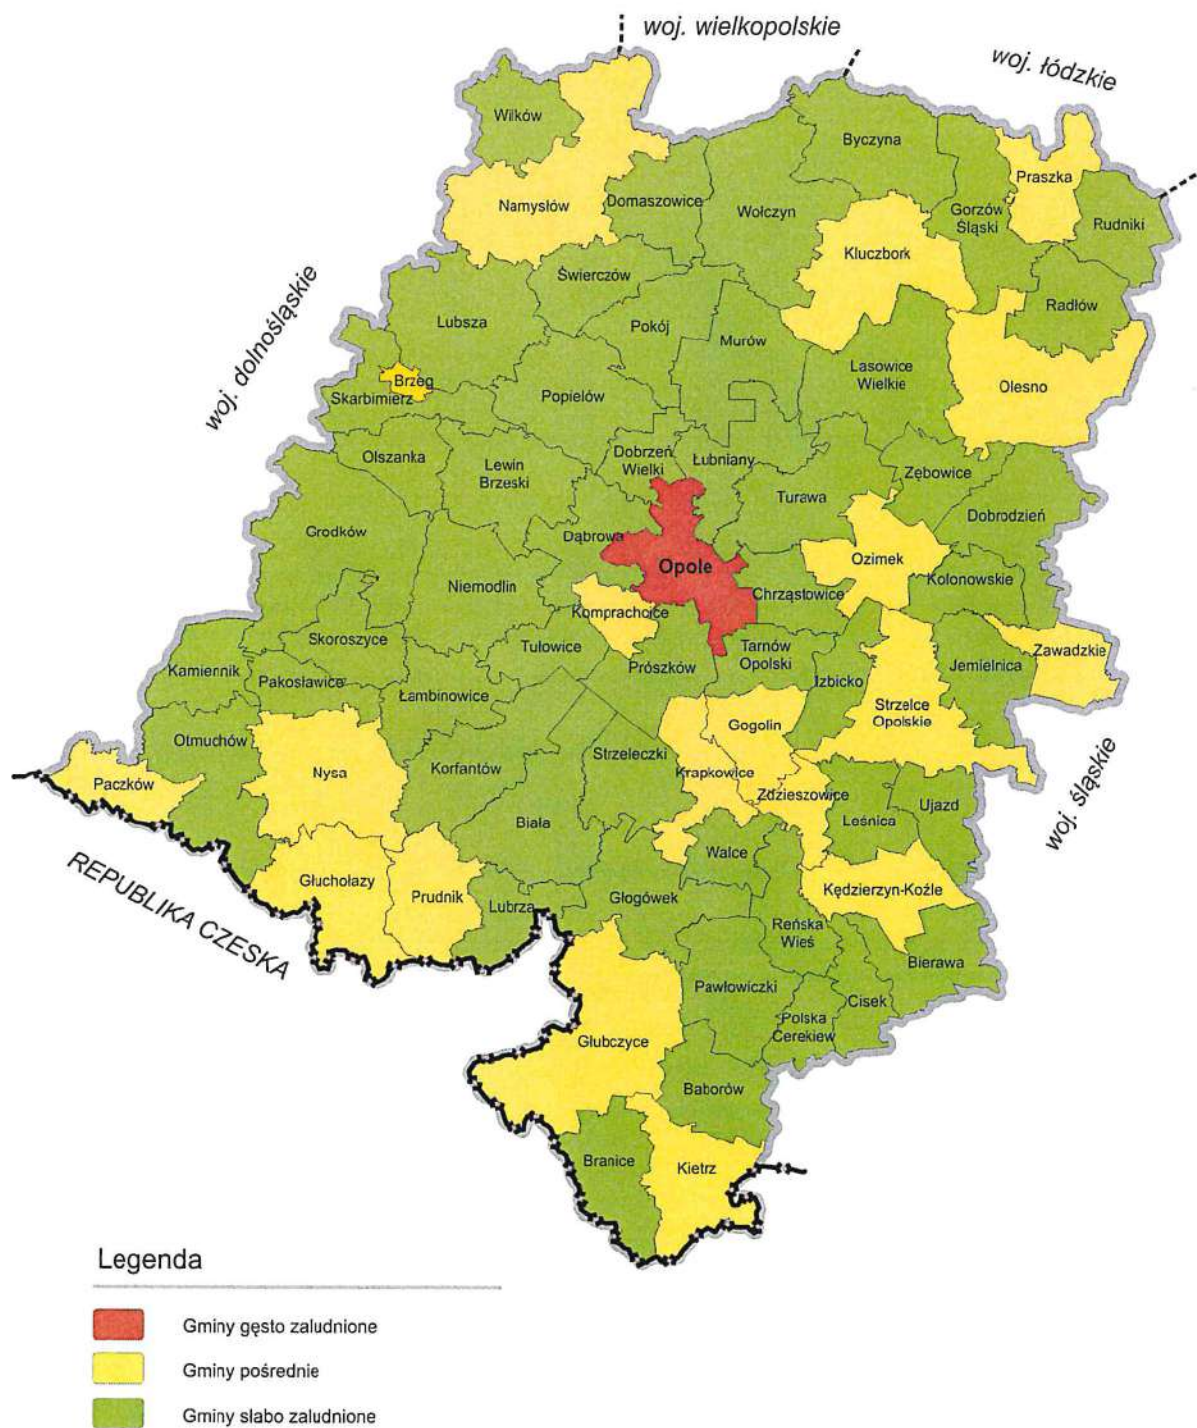 woj. wielkopolskie
woj. łódzkie
Wilków
Byczyna
Praszka
Namysłów
Domaszowice
Wołczyn
Gorzów
Śląski
Rudniki
Kluczbork
Świerczów
Radłów
woj. dolnośląskie
Lubsza
Pokój
Murów
Lasowice
Wielkie
Olesno
Brzeg
Skarbimierz
Popielów
Olszanka
Lewin
Brzeski
Dobrzeń
Wielki
Łubniany
Zębowice
Turawa
Dobrodzień
Grodków
Dąbrowa
Ozimek
Opole
Niemodlin
Kolonowskie
Chrząstowice
Komprachcice
Skoroszyce
Tułowice
Tarnów
Opolski
Zawadzkie
Kamiennik
Pakosławice
Prószków
Jemielnica
Izbicko
Łambinowice
Strzelce
Opolskie
Gogolin
Otmuchów
Strzeleczki
Nysa
Korfantów
Krapkowice
Paczków
Zdzieszowice
Ujazd
woj. śląskie
Leśnica
Biała
Walce
REPUBLIKA CZESKA
Głuchołazy
Prudnik
Lubrza
Głogówek
Kędzierzyn-Koźle
Reńska
Wieś
Bierawa
Pawłowiczki
Cisek
Polska
Cerekiew
Głubczyce
Baborów
Branice
Kietrz
Legenda
Gminy gęsto zaludnione
Gminy pośrednie
Gminy słabo zaludnione